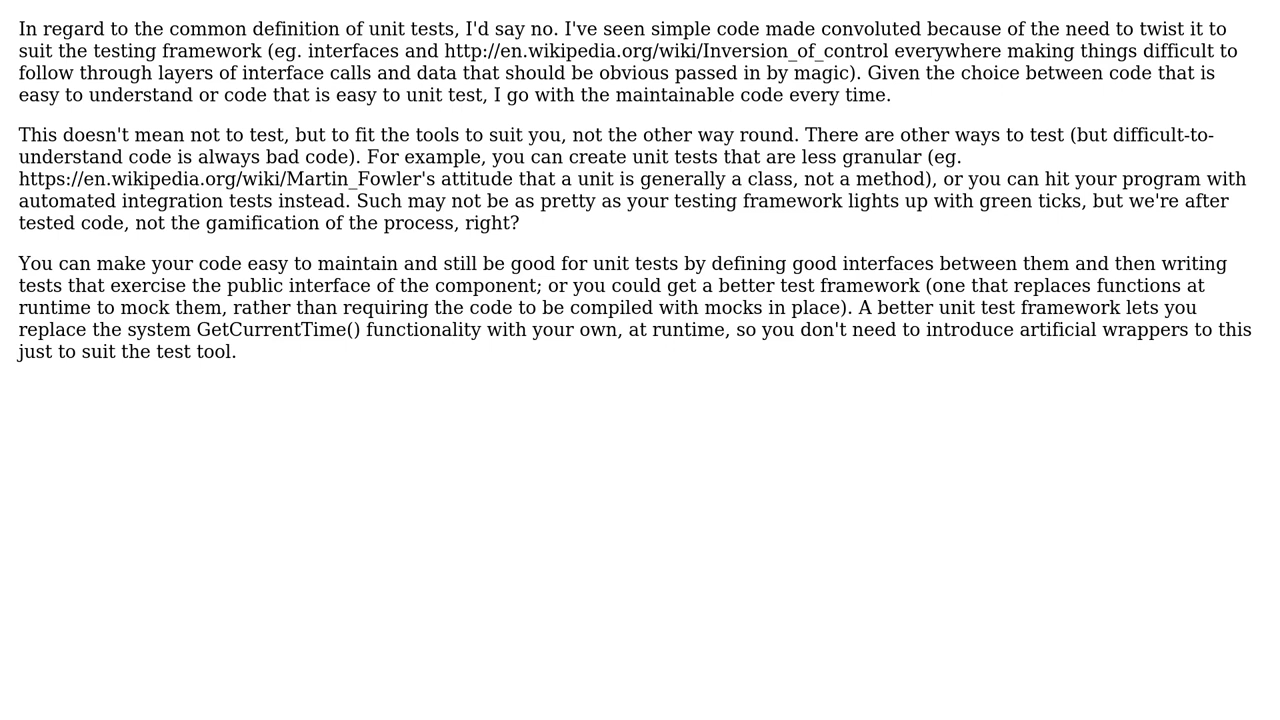 In regard to the common definition of unit tests, I'd say no. I've seen simple code made convoluted because of the need to twist it to
suit the testing framework (eg. interfaces and http://en.wikipedia.org/wiki/Inversion_of_control everywhere making things difficult to
follow through layers of interface calls and data that should be obvious passed in by magic). Given the choice between code that is
easy to understand or code that is easy to unit test, I go with the maintainable code every time.
This doesn't mean not to test, but to fit the tools to suit you, not the other way round. There are other ways to test (but difficult-to-
understand code is always bad code). For example, you can create unit tests that are less granular (eg.
https://en.wikipedia.org/wiki/Martin_Fowler's attitude that a unit is generally a class, not a method), or you can hit your program with
automated integration tests instead. Such may not be as pretty as your testing framework lights up with green ticks, but we're after
tested code, not the gamification of the process, right?
You can make your code easy to maintain and still be good for unit tests by defining good interfaces between them and then writing
tests that exercise the public interface of the component; or you could get a better test framework (one that replaces functions at
runtime to mock them, rather than requiring the code to be compiled with mocks in place). A better unit test framework lets you
replace the system GetCurrentTime() functionality with your own, at runtime, so you don't need to introduce artificial wrappers to this
just to suit the test tool.